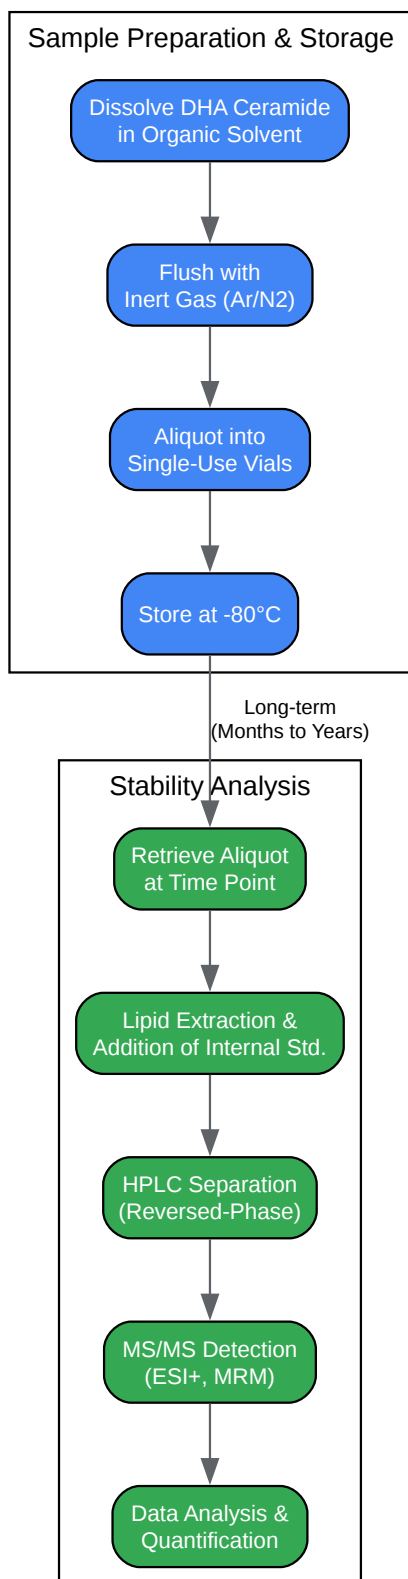 Sample Preparation & Storage
Dissolve DHA Ceramide
in Organic Solvent
Flush with
Inert Gas (Ar/N2)
Aliquot into
Single-Use Vials
Store at -80°C
Long-term
(Months to Years)
Stability Analysis
Retrieve Aliquot
at Time Point
Lipid Extraction &
Addition of Internal Std.
HPLC Separation
(Reversed-Phase)
MS/MS Detection
(ESI+, MRM)
Data Analysis &
Quantification